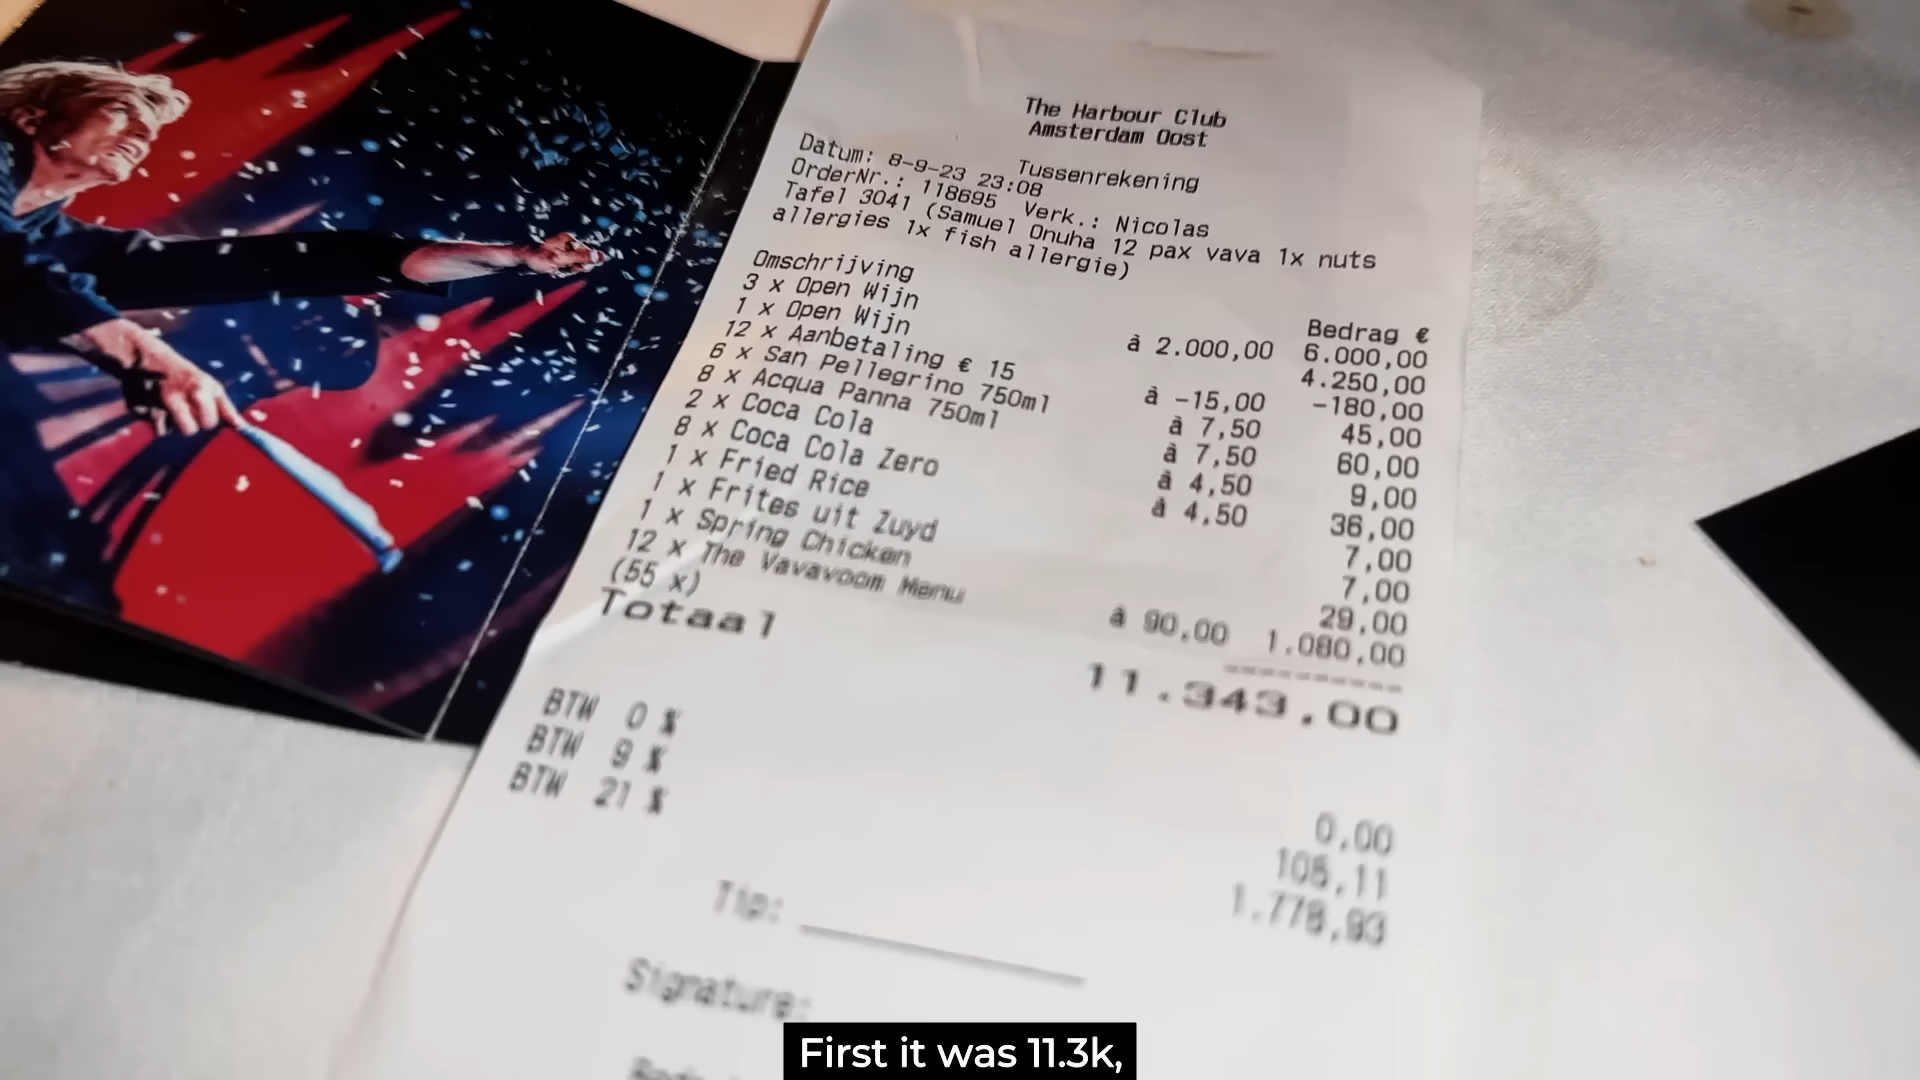 The Harbour Club
Amsterdam Oost
Tussenrekening
Datum: 8-9-23 23:08
OrderNr.: 118695 Verk.: Nicolas
Tafel 3041 (Samuel Onuha 12 pax vava 1x nuts
allergies 1x fish allergie)
Omschrijving Bedrag €
3 x Open Wijn à 2.000,00 6.000,00
1 x Open Wijn 4.250,00
12 x Aanbetaling € 15 à -15,00 -180,00
6 x San Pellegrino 750ml à 7,50 45,00
8 x Acqua Panna 750ml à 7,50 60,00
2 x Coca Cola à 4,50 9,00
8 x Coca Cola Zero à 4,50 36,00
1 x Fried Rice 7,00
1 x Frites uit Zuyd 7,00
1 x Spring Chicken 29,00
12 x The Vavavoom Menu à 90,00 1.080,00
(55 x)
Totaal 11.343,00
BTW 0 % 0,00
BTW 9 % 105,11
BTW 21 % 1.778,93
Tip:
Signature:
First it was 11.3k,